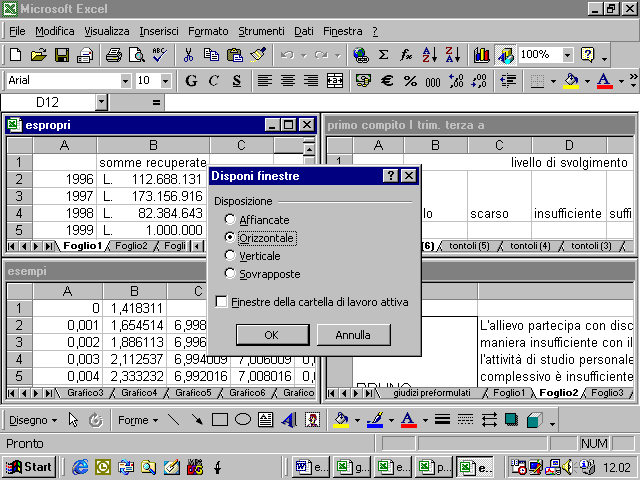 Microsoft Excel
File Modifica Visualizza Inserisci Formato Strumenti Dati Finestra ?
100%
Arial 10 G C S
D12 =
espropri
A B C
1 somme recuperate
2 1996 L. 112.688.131
3 1997 L. 173.156.916
4 1998 L. 82.384.643
5 1999 L. 1.000.000
Foglio1 Foglio2 Fogli
primo compito I trim. terza a
A B C D E
1 livello di svolgimento
scarso insufficiente suffi
tontoli (5) tontoli (4) tontoli (3)
Disponi finestre
Disposizione
Affiancate
Orizzontale
Verticale
Sovrapposte
Finestre della cartella di lavoro attiva
OK Annulla
esempi
A B C
1 0 1,418311
2 0,001 1,654514 6,998
3 0,002 1,886113 6,996
4 0,003 2,112537 6,994009 7,006009
5 0,004 2,333232 6,992016 7,008016
Grafico3 Grafico4 Grafico5 Grafico6 Grafico
L'allievo partecipa con disc
maniera insufficiente con il
l'attività di studio personale
complessivo è insufficiente
BRUNO
giudizi preformulati Foglio1 Foglio2 Foglio3
Disegno Forme
Pronto NUM
Start e... g... e... p... e... 12.02